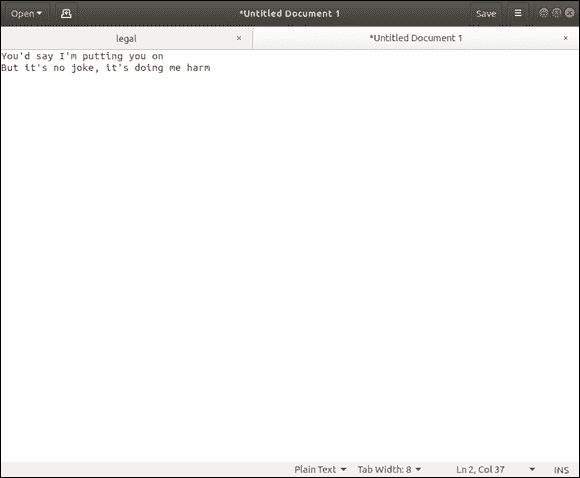 Open *Untitled Document 1 Save
legal × *Untitled Document 1 ×
You'd say I'm putting you on
But it's no joke, it's doing me harm
Plain Text Tab Width: 8 Ln 2, Col 37 INS